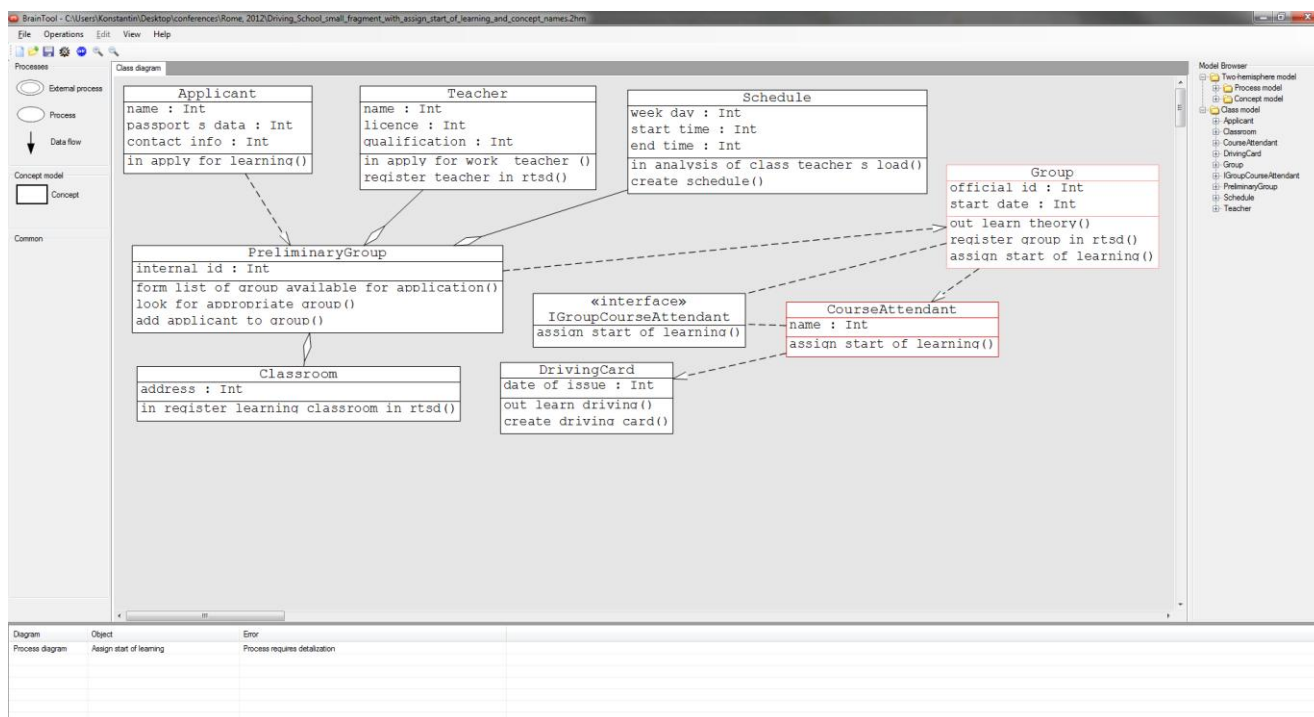 BrainTool - C:\Users\Konstantin\Desktop\conferences\Rome, 2012\Driving_School_small_fragment_with_assign_start_of_learning_and_concept_names.2hm
File Operations Edit View Help
Processes
External process
Process
Data flow
Concept model
Concept
Common
Class diagram
Applicant
name : Int
passport s data : Int
contact info : Int
in apply for learning()
Teacher
name : Int
licence : Int
qualification : Int
in apply for work teacher ()
register teacher in rtsd()
Schedule
week day : Int
start time : Int
end time : Int
in analysis of class teacher s load()
create schedule()
Group
official id : Int
start date : Int
out learn theory()
register group in rtsd()
assign start of learning()
PreliminaryGroup
internal id : Int
form list of group available for application()
look for appropriate group()
add applicant to group()
«interface»
IGroupCourseAttendant
assign start of learning()
CourseAttendant
name : Int
assign start of learning()
Classroom
address : Int
in register learning classroom in rtsd()
DrivingCard
date of issue : Int
out learn driving()
create driving card()
Model Browser
Two-hemisphere model
Process model
Concept model
Class model
Applicant
Classroom
CourseAttendant
DrivingCard
Group
IGroupCourseAttendant
PreliminaryGroup
Schedule
Teacher
Diagram Object Error
Process diagram Assign start of learning Process requires detalization